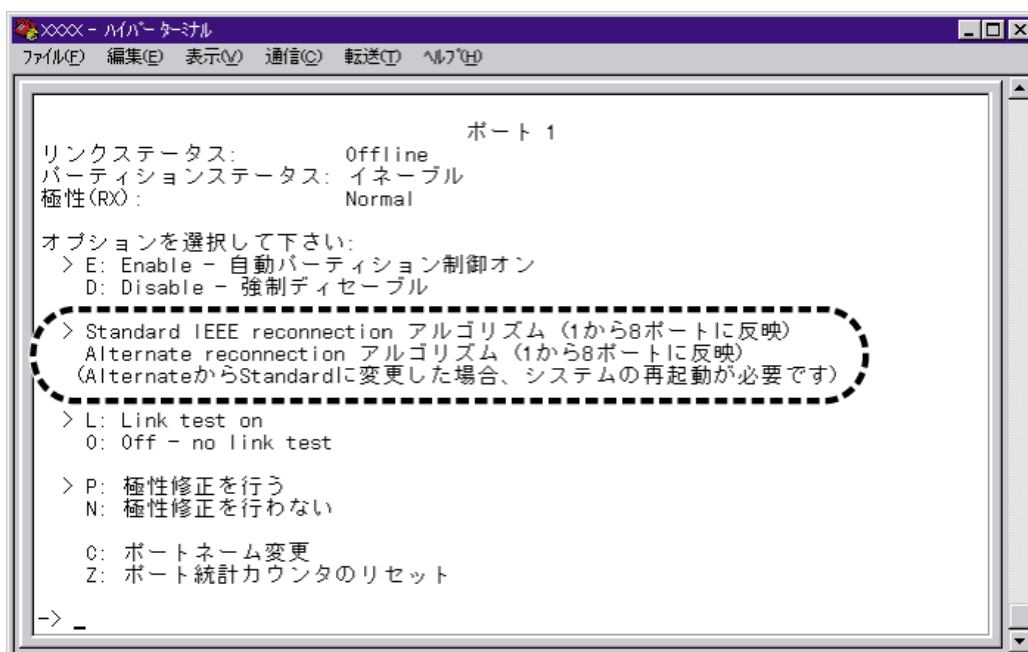 xxxx - ハイパーターミナル
ファイル(F) 編集(E) 表示(V) 通信(C) 転送(T) ヘルプ(H)
ポート 1
リンクステータス: Offline
パーティションステータス: イネーブル
極性(RX): Normal
オプションを選択して下さい:
> E: Enable - 自動パーティション制御オン
D: Disable - 強制ディセーブル
> Standard IEEE reconnection アルゴリズム (1から8ポートに反映)
Alternate reconnection アルゴリズム (1から8ポートに反映)
(AlternateからStandardに変更した場合、システムの再起動が必要です)
> L: Link test on
O: Off - no link test
> P: 極性修正を行う
N: 極性修正を行わない
C: ポートネーム変更
Z: ポート統計カウンタのリセット
-> _